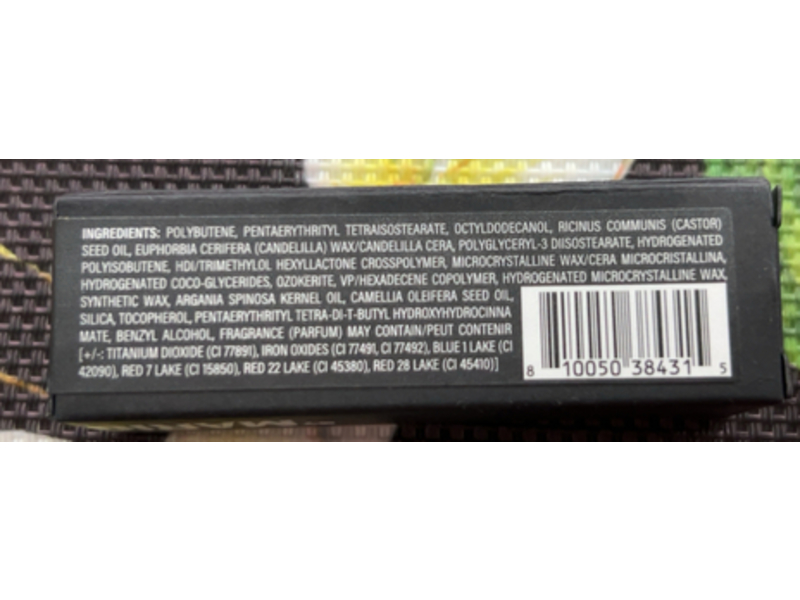 INGREDIENTS: POLYBUTENE, PENTAERYTHRITYL TETRAISOSTEARATE, OCTYLDODECANOL, RICINUS COMMUNIS (CASTOR)
SEED OIL, EUPHORBIA CERIFERA (CANDELILLA) WAX/CANDELILLA CERA, POLYGLYCERYL-3 DIISOSTEARATE, HYDROGENATED
POLYISOBUTENE, HDI/TRIMETHYLOL HEXYLLACTONE CROSSPOLYMER, MICROCRYSTALLINE WAX/CERA MICROCRISTALLINA,
HYDROGENATED COCO-GLYCERIDES, OZOKERITE, VP/HEXADECENE COPOLYMER, HYDROGENATED MICROCRYSTALLINE WAX,
SYNTHETIC WAX, ARGANIA SPINOSA KERNEL OIL, CAMELLIA OLEIFERA SEED OIL,
SILICA, TOCOPHEROL, PENTAERYTHRITYL TETRA-DI-T-BUTYL HYDROXYHYDROCINNA
MATE, BENZYL ALCOHOL, FRAGRANCE (PARFUM) MAY CONTAIN/PEUT CONTENIR
[+/-: TITANIUM DIOXIDE (CI 77891), IRON OXIDES (CI 77491, CI 77492), BLUE 1 LAKE (CI
42090), RED 7 LAKE (CI 15850), RED 22 LAKE (CI 45380), RED 28 LAKE (CI 45410)]
8 10050 38431 5